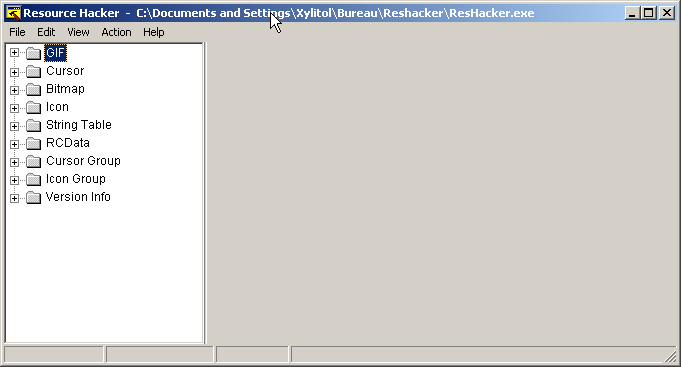 Resource Hacker - C:\Documents and Settings\Xylitol\Bureau\Reshacker\ResHacker.exe
File Edit View Action Help
GIF
Cursor
Bitmap
Icon
String Table
RCData
Cursor Group
Icon Group
Version Info